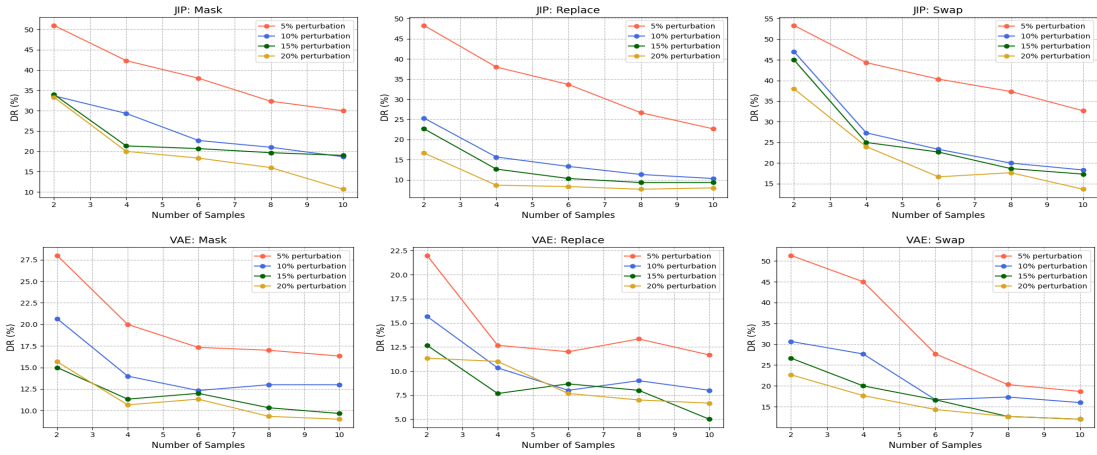 JIP: Mask
DR (%)
50
45
40
35
30
25
20
15
10
2 3 4 5 6 7 8 9 10
Number of Samples
5% perturbation
10% perturbation
15% perturbation
20% perturbation
JIP: Replace
DR (%)
50
45
40
35
30
25
20
15
10
2 3 4 5 6 7 8 9 10
Number of Samples
5% perturbation
10% perturbation
15% perturbation
20% perturbation
JIP: Swap
DR (%)
55
50
45
40
35
30
25
20
15
2 3 4 5 6 7 8 9 10
Number of Samples
5% perturbation
10% perturbation
15% perturbation
20% perturbation
VAE: Mask
DR (%)
27.5
25.0
22.5
20.0
17.5
15.0
12.5
10.0
2 3 4 5 6 7 8 9 10
Number of Samples
5% perturbation
10% perturbation
15% perturbation
20% perturbation
VAE: Replace
DR (%)
22.5
20.0
17.5
15.0
12.5
10.0
7.5
5.0
2 3 4 5 6 7 8 9 10
Number of Samples
5% perturbation
10% perturbation
15% perturbation
20% perturbation
VAE: Swap
DR (%)
50
45
40
35
30
25
20
15
2 3 4 5 6 7 8 9 10
Number of Samples
5% perturbation
10% perturbation
15% perturbation
20% perturbation